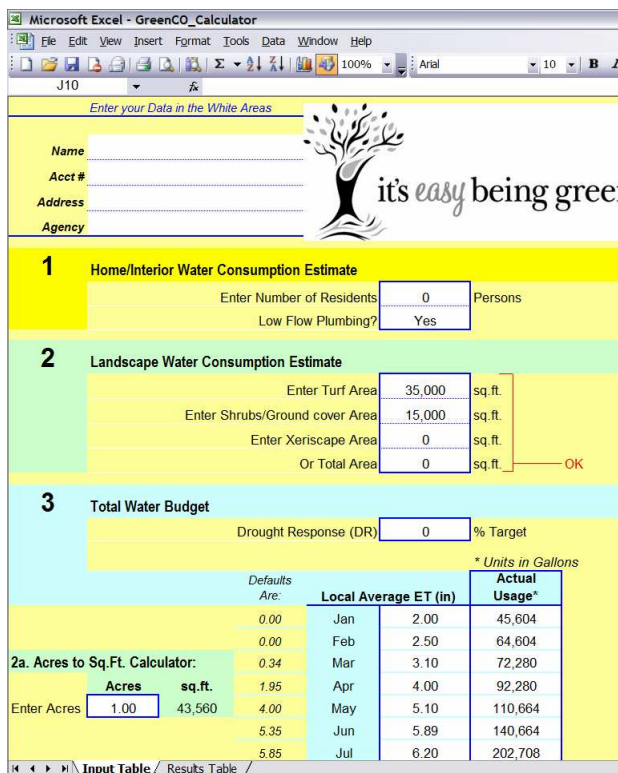 Microsoft Excel - GreenCO_Calculator
File Edit View Insert Format Tools Data Window Help
Σ 100% Arial 10 B
J10 fx
Enter your Data in the White Areas
Name
Acct #
Address
Agency
it's easy being gree
1 Home/Interior Water Consumption Estimate
Enter Number of Residents 0 Persons
Low Flow Plumbing? Yes
2 Landscape Water Consumption Estimate
Enter Turf Area 35,000 sq.ft.
Enter Shrubs/Ground cover Area 15,000 sq.ft.
Enter Xeriscape Area 0 sq.ft.
Or Total Area 0 sq.ft. OK
3 Total Water Budget
Drought Response (DR) 0 % Target
* Units in Gallons
Defaults Are: Local Average ET (in) Actual Usage*
0.00 Jan 2.00 45,604
0.00 Feb 2.50 64,604
2a. Acres to Sq.Ft. Calculator: 0.34 Mar 3.10 72,280
Acres sq.ft. 1.95 Apr 4.00 92,280
Enter Acres 1.00 43,560 4.00 May 5.10 110,664
5.35 Jun 5.89 140,664
5.85 Jul 6.20 202,708
Input Table / Results Table /